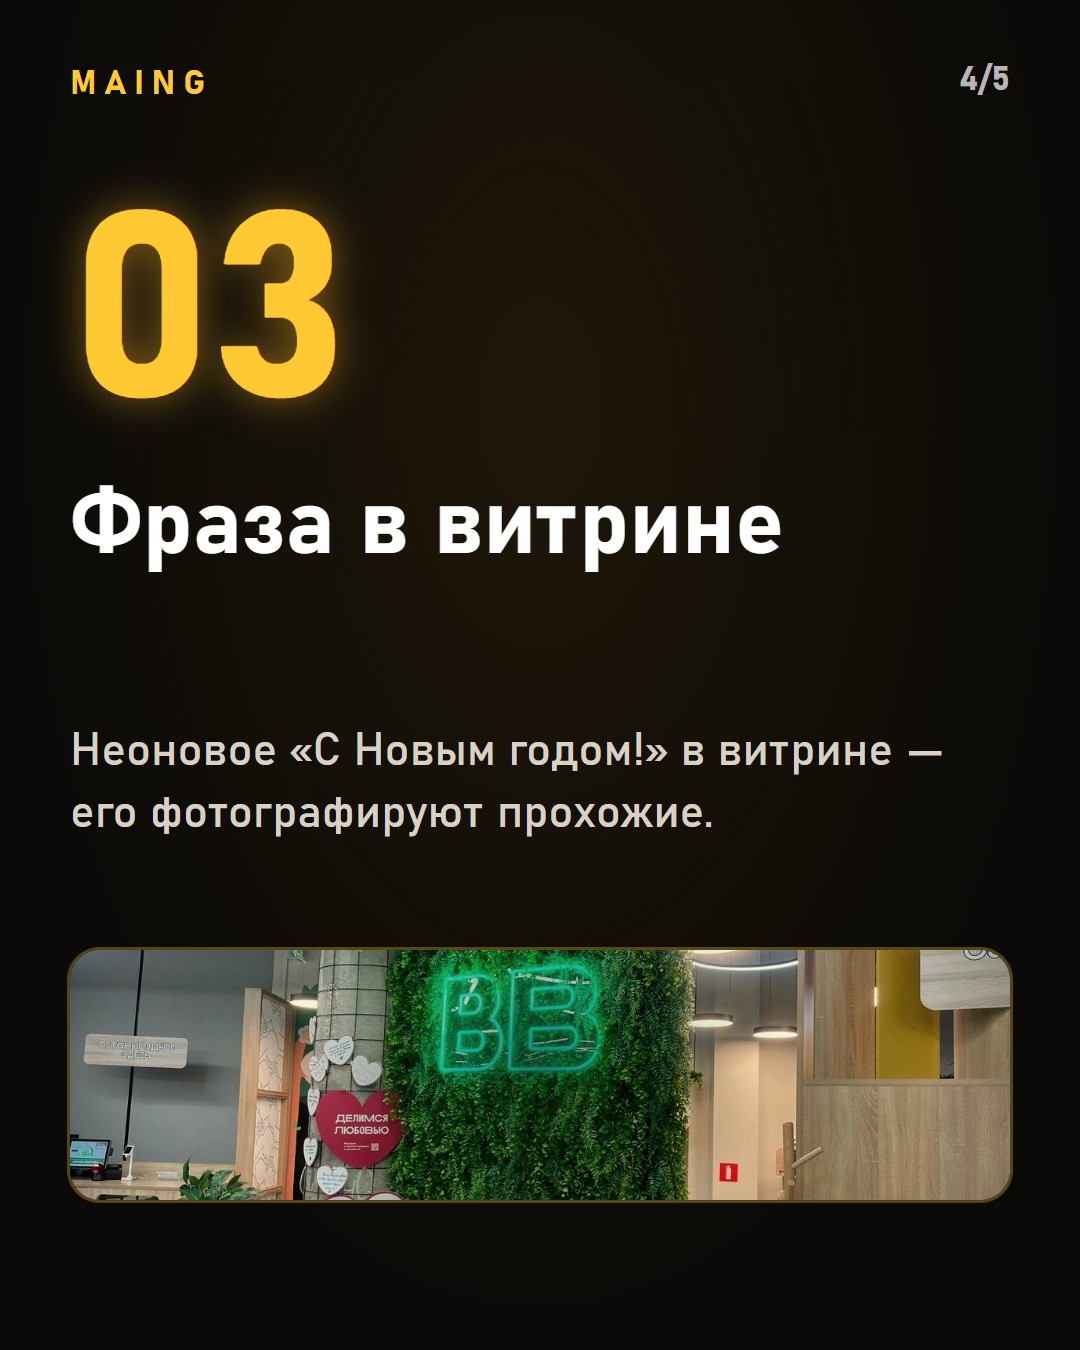 MAING
4/5
03
Фраза в витрине
Неоновое «С Новым годом!» в витрине —
его фотографируют прохожие.
BB
ДЕЛИМСЯ
ЛЮБОВЬЮ